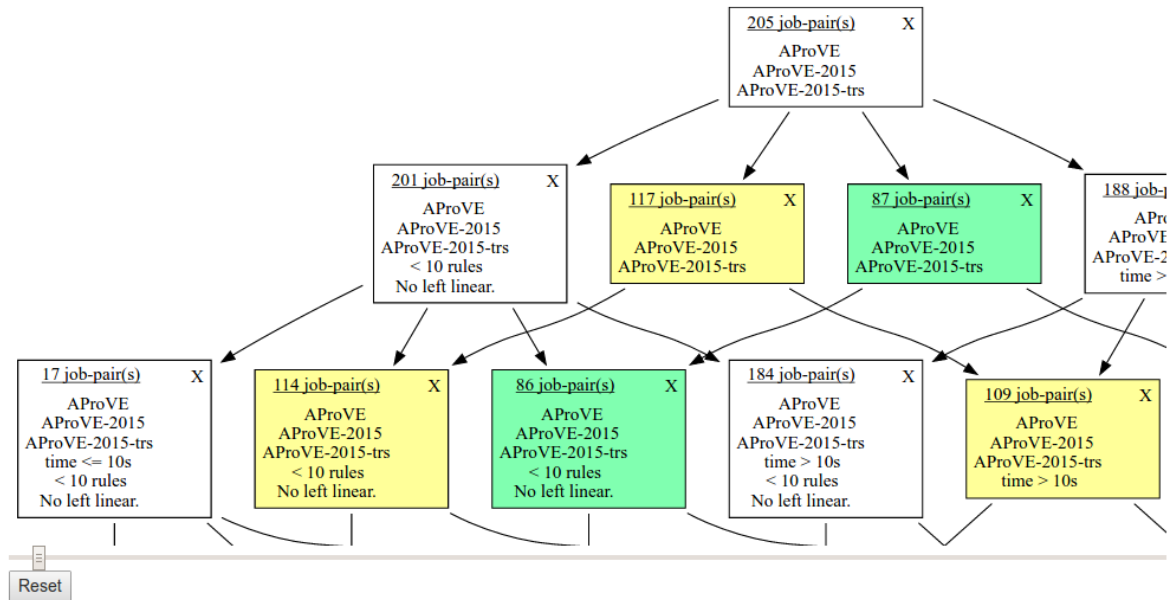 205 job-pair(s) X
AProVE
AProVE-2015
AProVE-2015-trs
201 job-pair(s) X
AProVE
AProVE-2015
AProVE-2015-trs
< 10 rules
No left linear.
117 job-pair(s) X
AProVE
AProVE-2015
AProVE-2015-trs
87 job-pair(s) X
AProVE
AProVE-2015
AProVE-2015-trs
188
time >
17 job-pair(s) X
AProVE
AProVE-2015
AProVE-2015-trs
time <= 10s
< 10 rules
No left linear.
114 job-pair(s) X
AProVE
AProVE-2015
AProVE-2015-trs
< 10 rules
No left linear.
86 job-pair(s) X
AProVE
AProVE-2015
AProVE-2015-trs
< 10 rules
No left linear.
184 job-pair(s) X
AProVE
AProVE-2015
AProVE-2015-trs
time > 10s
< 10 rules
No left linear.
109 job-pair(s) X
AProVE
AProVE-2015
AProVE-2015-trs
time > 10s
Reset